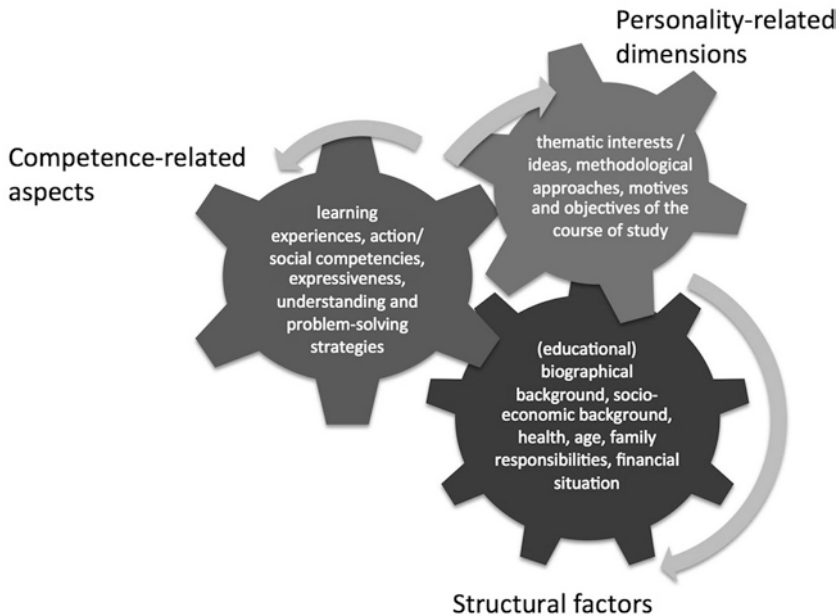 Personality-related
dimensions
thematic interests /
ideas, methodological
approaches, motives
and objectives of the
course of study
Competence-related
aspects
learning
experiences, action/
social competencies,
expressiveness,
understanding and
problem-solving
strategies
(educational)
biographical
background, socio-
economic background,
health, age, family
responsibilities, financial
situation
Structural factors